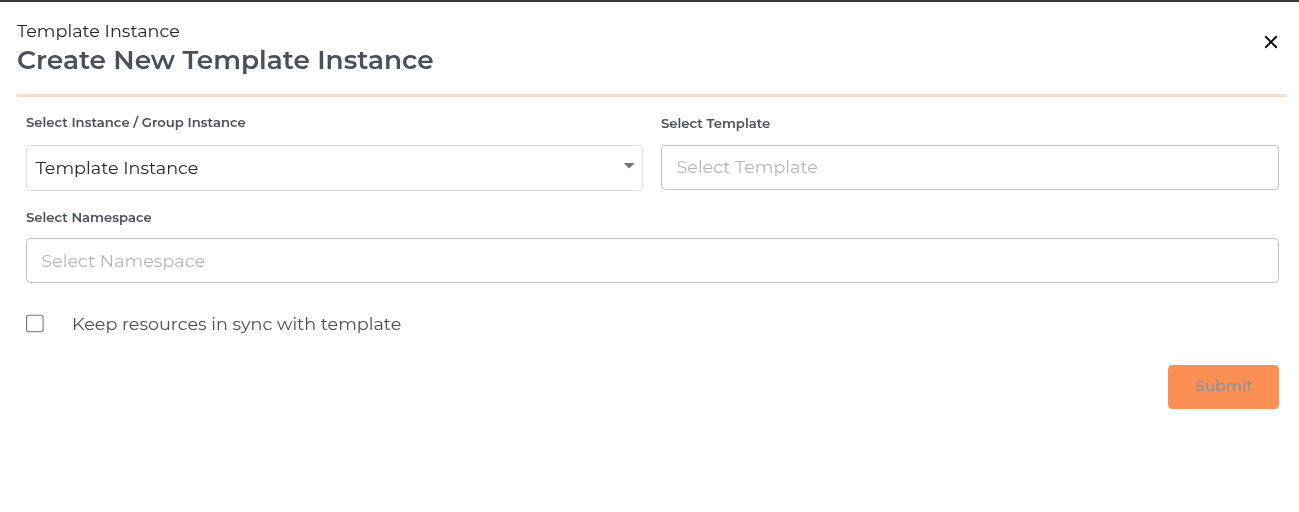 Template Instance
Create New Template Instance
Select Instance / Group Instance
Select Template
Template Instance
Select Template
Select Namespace
Select Namespace
Keep resources in sync with template
Submit